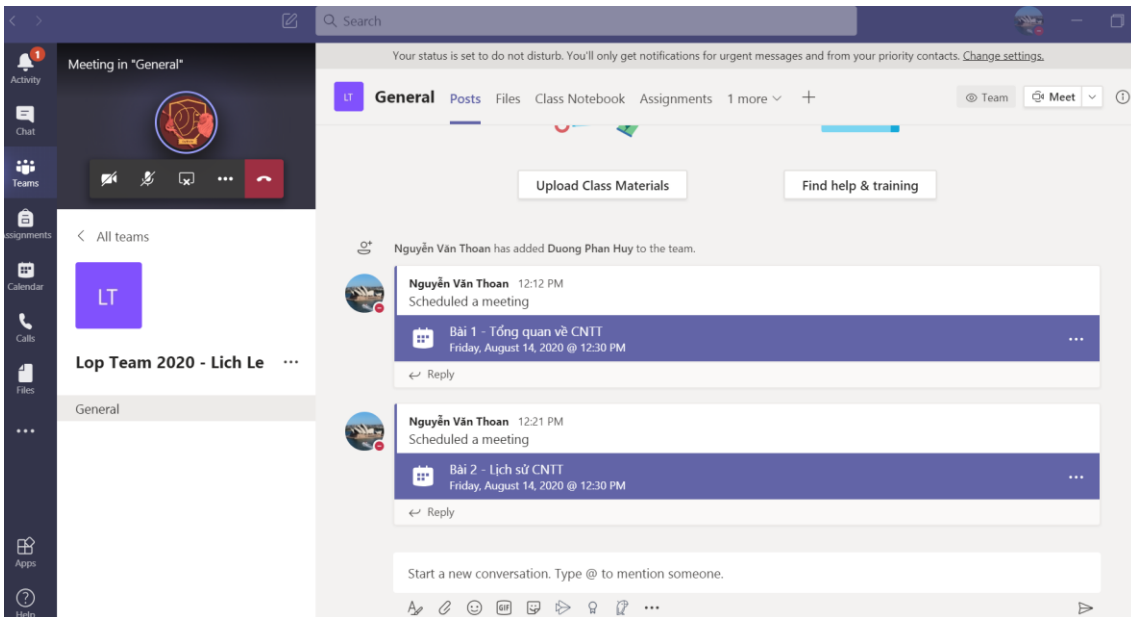 Search
Your status is set to do not disturb. You'll only get notifications for urgent messages and from your priority contacts. Change settings.
1
Activity
Chat
Teams
Assignments
Calendar
Calls
Files
Apps
Help
Meeting in "General"
All teams
LT
Lop Team 2020 - Lich Le
General
LT General Posts Files Class Notebook Assignments 1 more Team Meet
Upload Class Materials Find help & training
Nguyễn Văn Thoan has added Duong Phan Huy to the team.
Nguyễn Văn Thoan 12:12 PM
Scheduled a meeting
Bài 1 - Tổng quan về CNTT
Friday, August 14, 2020 @ 12:30 PM
Reply
Nguyễn Văn Thoan 12:21 PM
Scheduled a meeting
Bài 2 - Lịch sử CNTT
Friday, August 14, 2020 @ 12:30 PM
Reply
Start a new conversation. Type @ to mention someone.
GIF